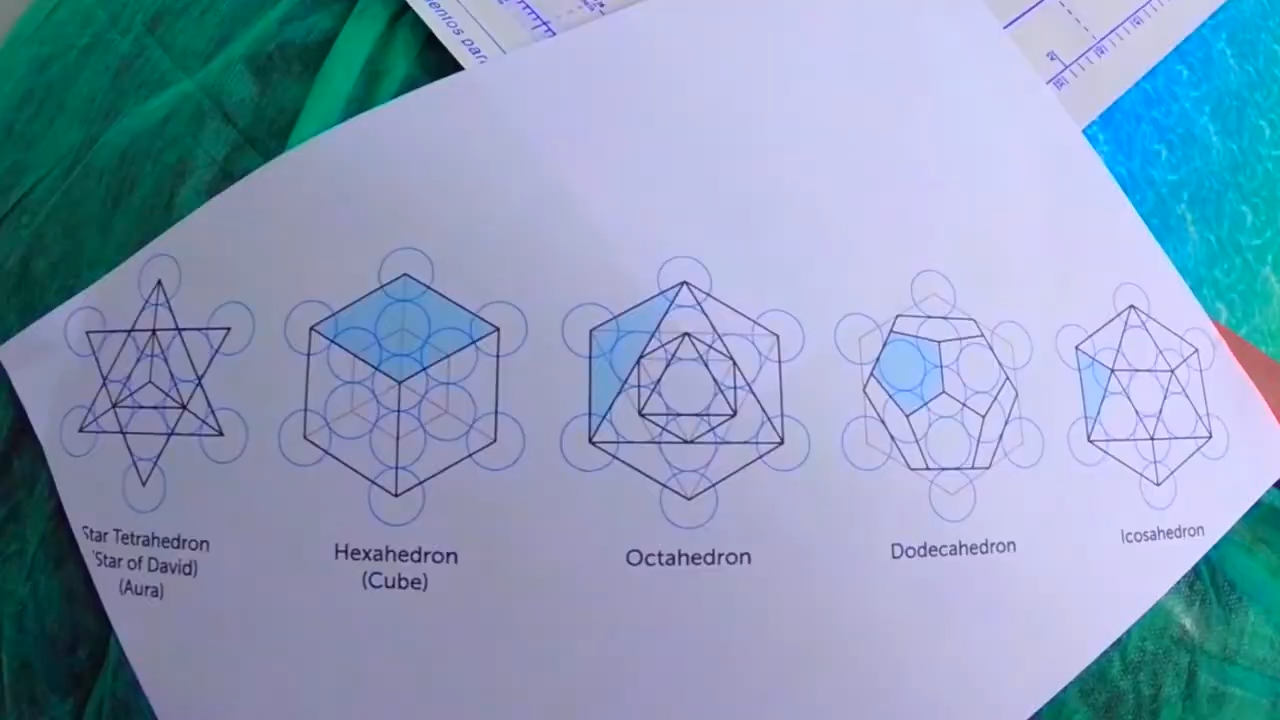 Star Tetrahedron
'Star of David)
(Aura)
Hexahedron
(Cube)
Octahedron
Dodecahedron
Icosahedron